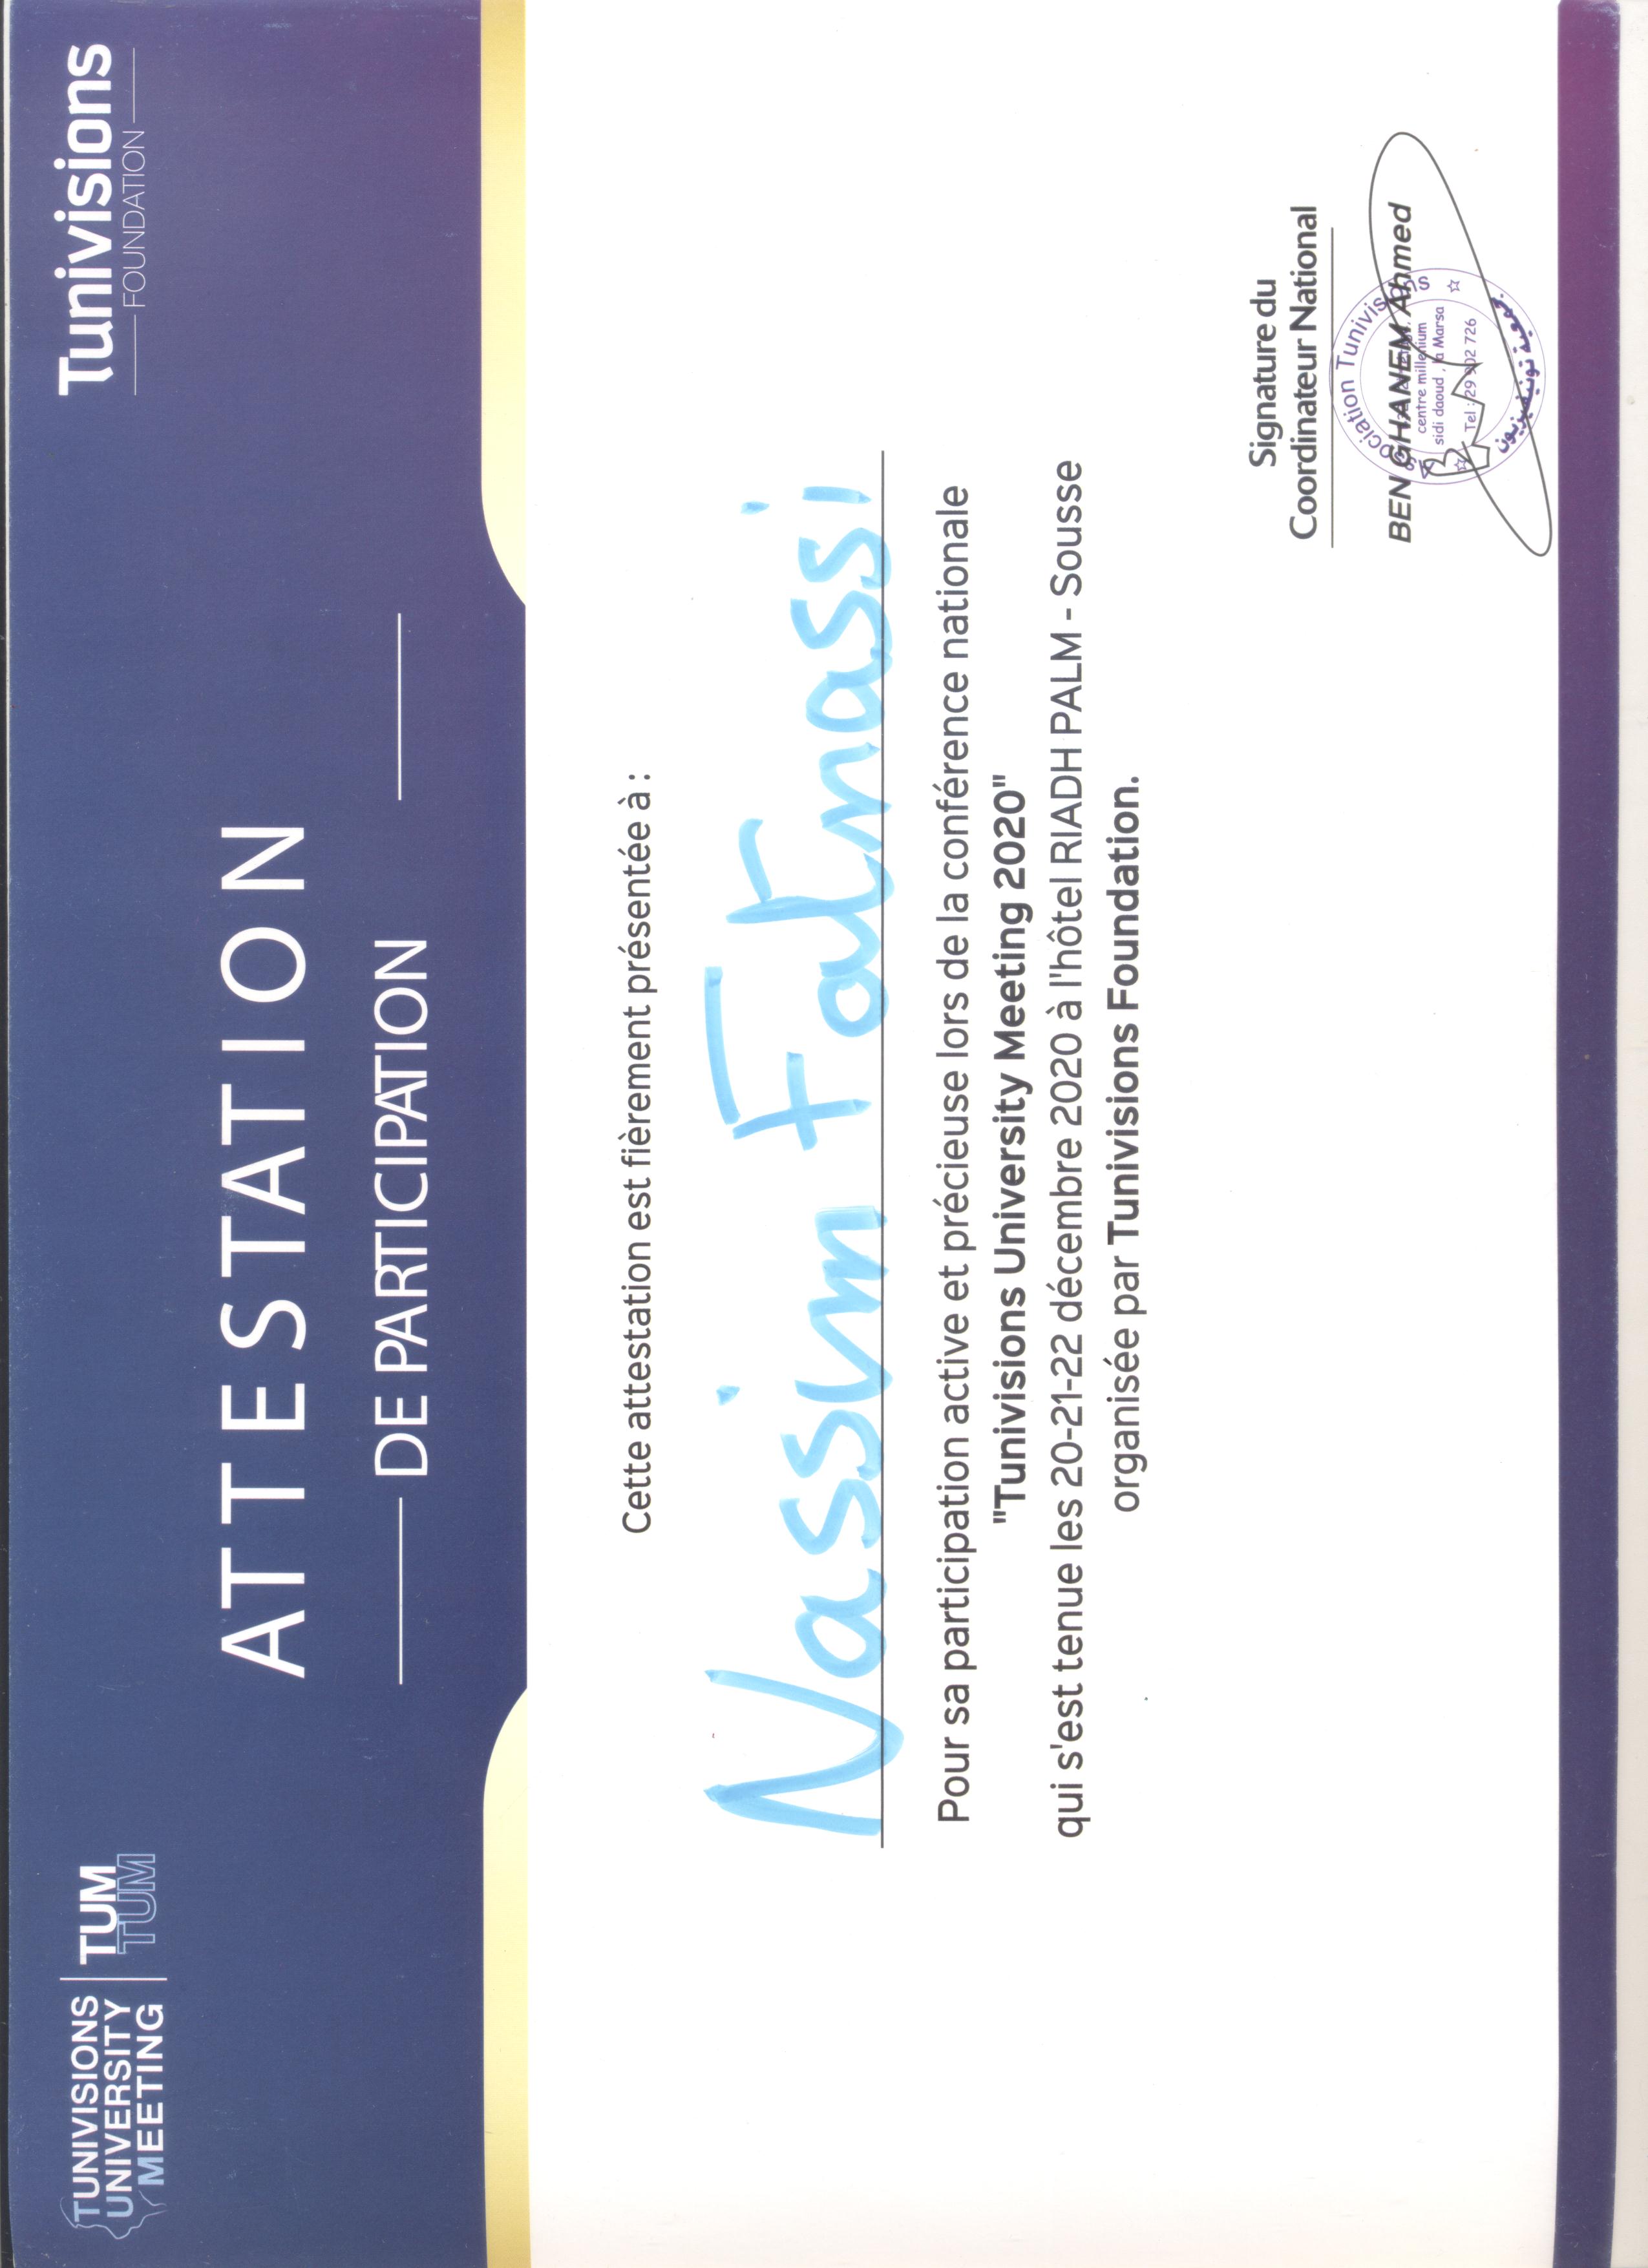 TUNIVISIONS
UNIVERSITY
MEETING
TUM
TUM
Tunivisions
FOUNDATION
ATTESTATION
DE PARTICIPATION
Cette attestation est fièrement présentée à :
Nassim Fatnassi
Pour sa participation active et précieuse lors de la conférence nationale
"Tunivisions University Meeting 2020"
qui s'est tenue les 20-21-22 décembre 2020 à l'hôtel RIADH PALM - Sousse
organisée par Tunivisions Foundation.
Signature du
Coordinateur National
BEN GHANEM Ahmed
Association Tunivisions
centre millenium
sidi daoud , la Marsa
Tel : 29 902 726
جمعية تونيفيزيون